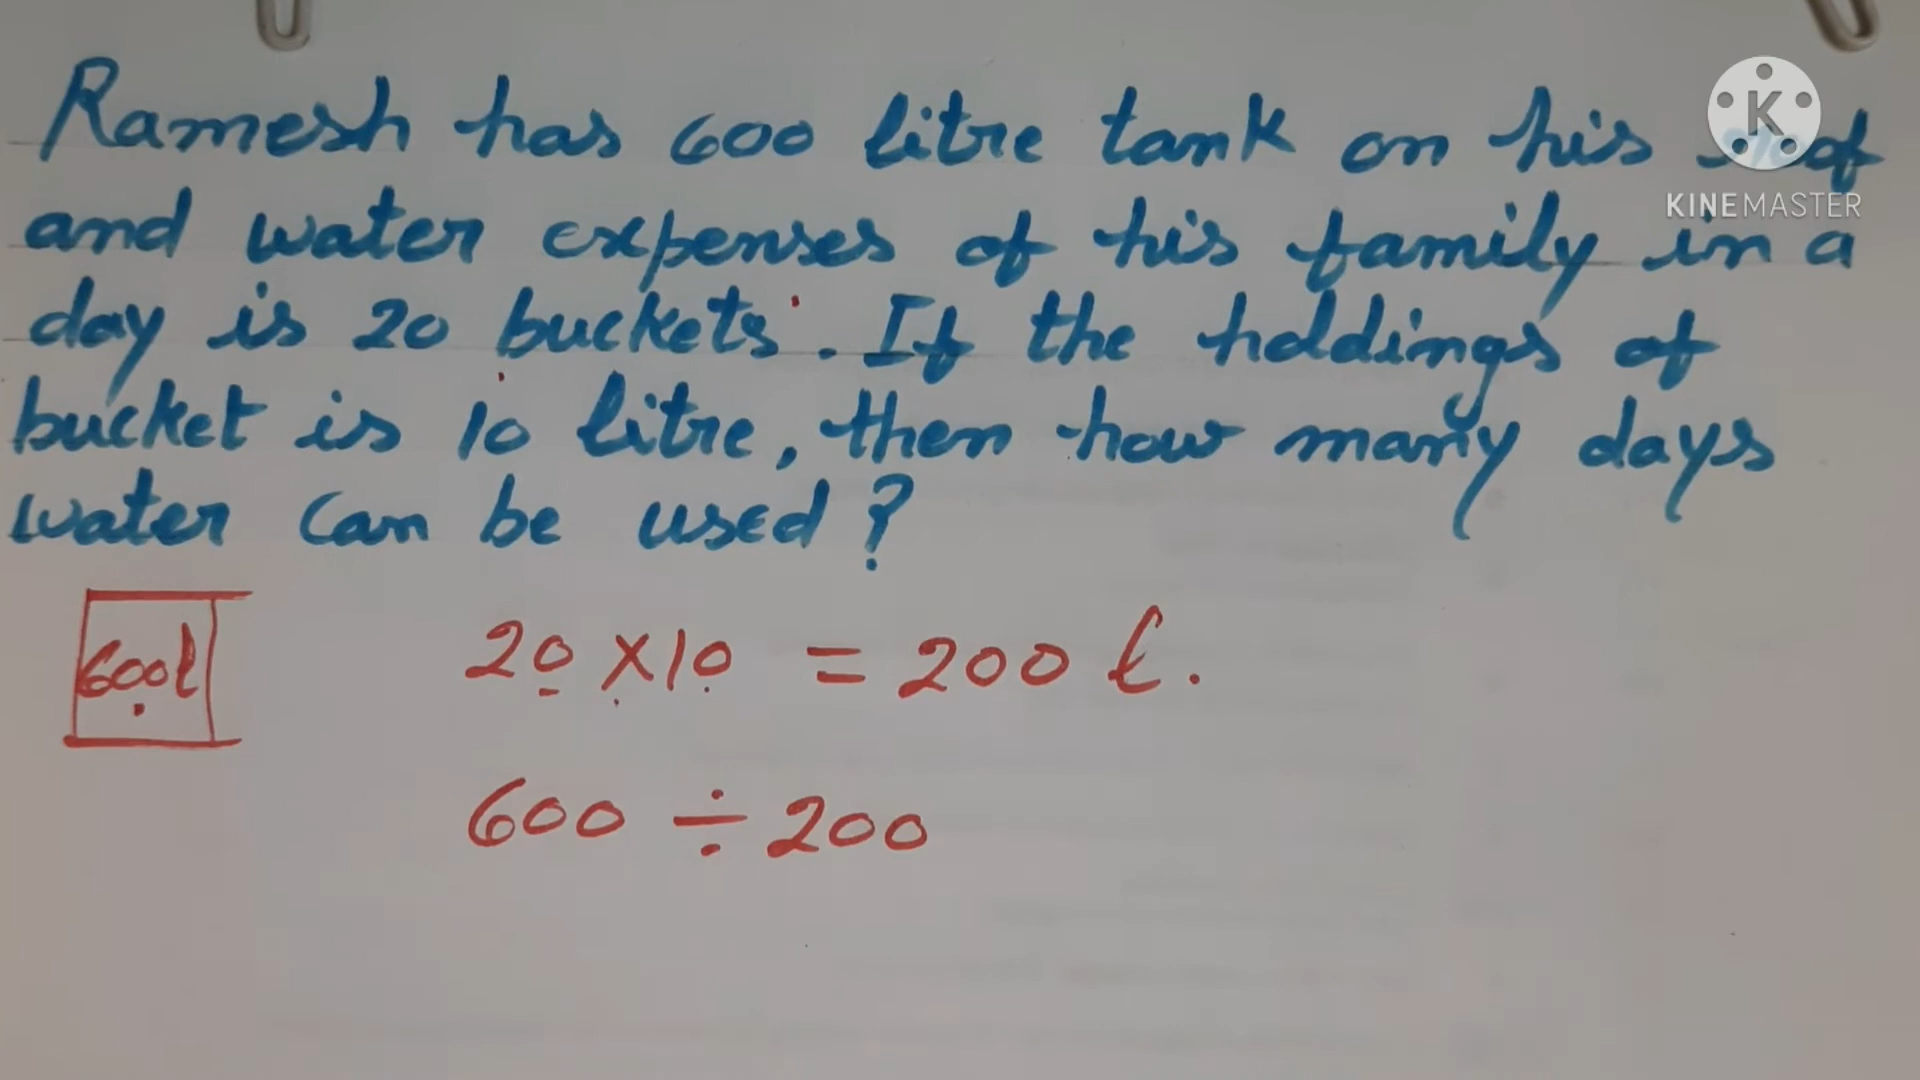 Ramesh has 600 litre tank on his roof
KINEMASTER
and water expenses of his family in a
day is 20 buckets. If the holdings of
bucket is 10 litre, then how many days
water can be used?
600l
20 × 10 = 200 l.
600 ÷ 200